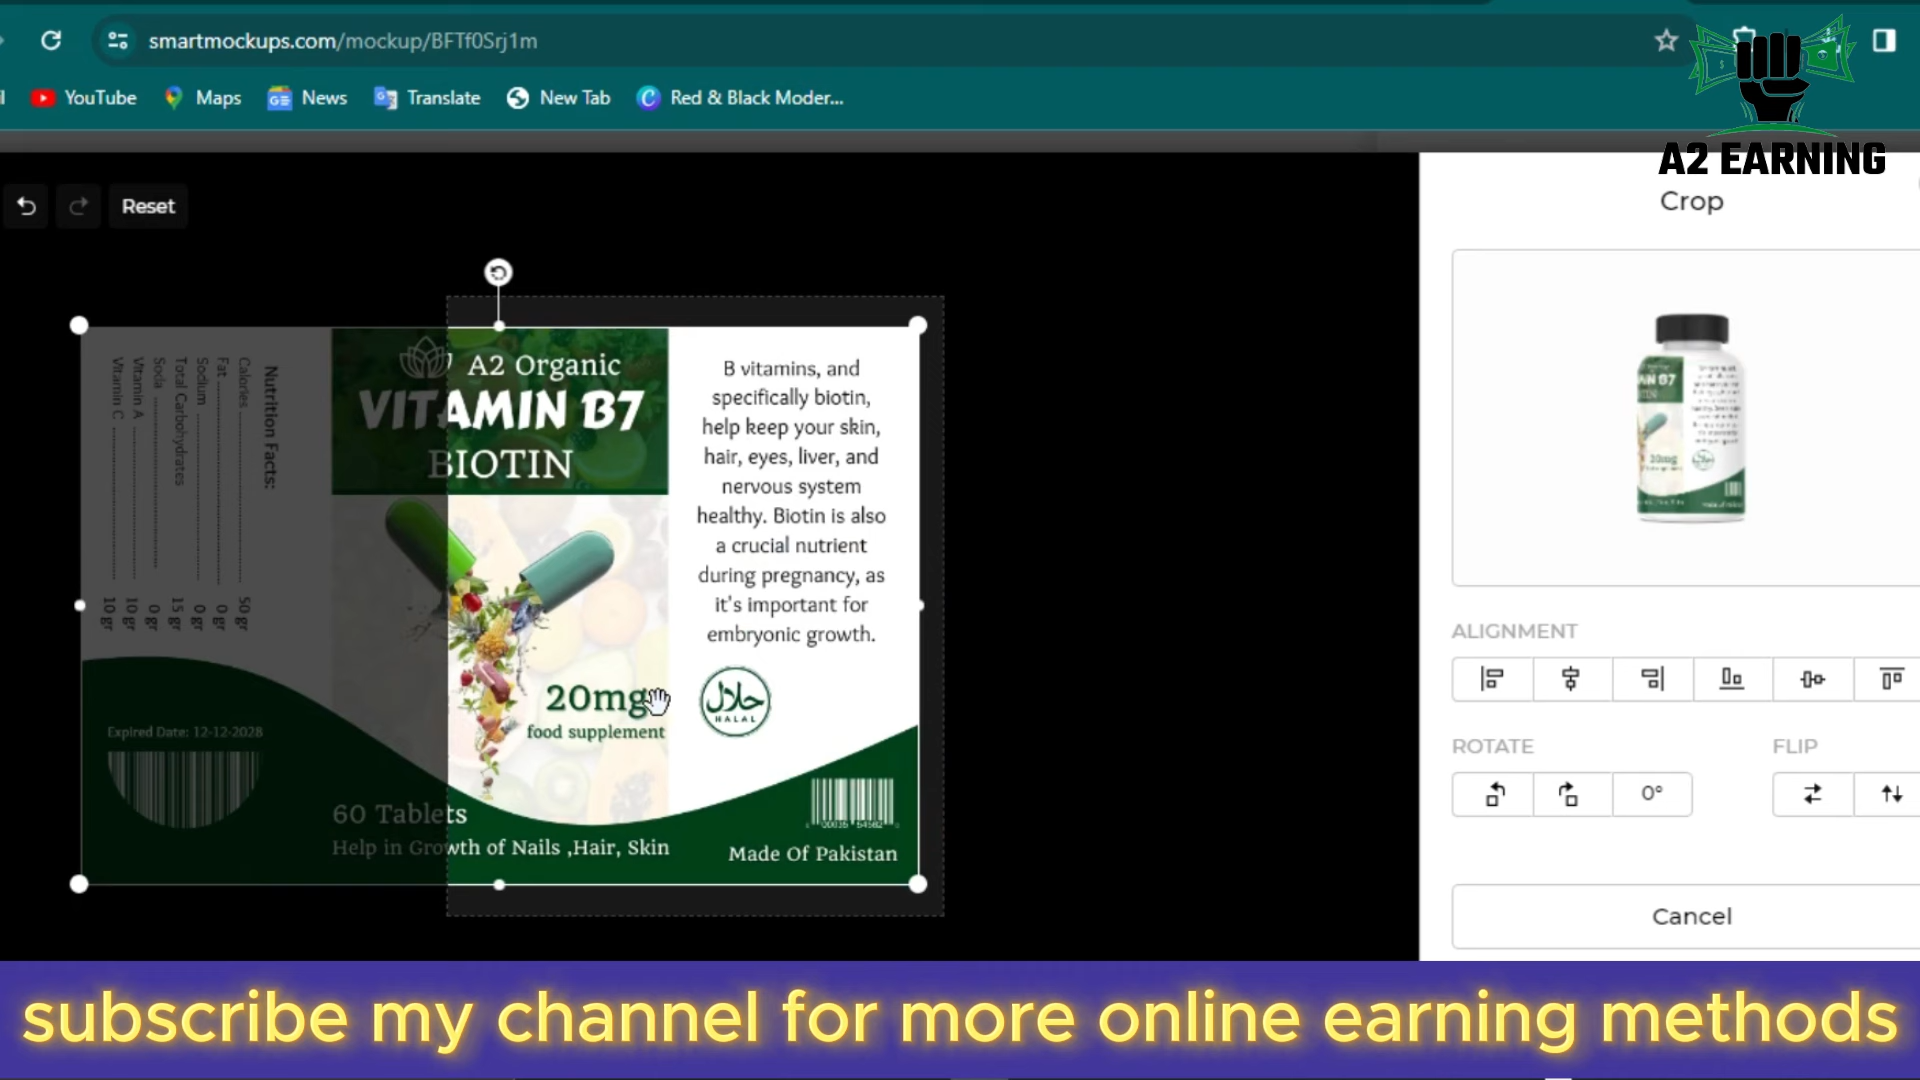 smartmockups.com/mockup/BFTf0Srj1m
YouTube
Maps
News
Translate
New Tab
Red & Black Moder...
A2 EARNING
Reset
Crop
Nutrition Facts:
Calories 50 gr
Fat 0 gr
Sodium 0 gr
Total Carbohydrates 15 gr
Soda 0 gr
Vitamin A 10 gr
Vitamin C 10 gr
Expired Date: 12-12-2028
A2 Organic
VITAMIN B7
BIOTIN
20mg
food supplement
60 Tablets
Help in Growth of Nails ,Hair, Skin
B vitamins, and
specifically biotin,
help keep your skin,
hair, eyes, liver, and
nervous system
healthy. Biotin is also
a crucial nutrient
during pregnancy, as
it's important for
embryonic growth.
حلال
HALAL
Made Of Pakistan
ALIGNMENT
ROTATE
FLIP
0°
Cancel
subscribe my channel for more online earning methods